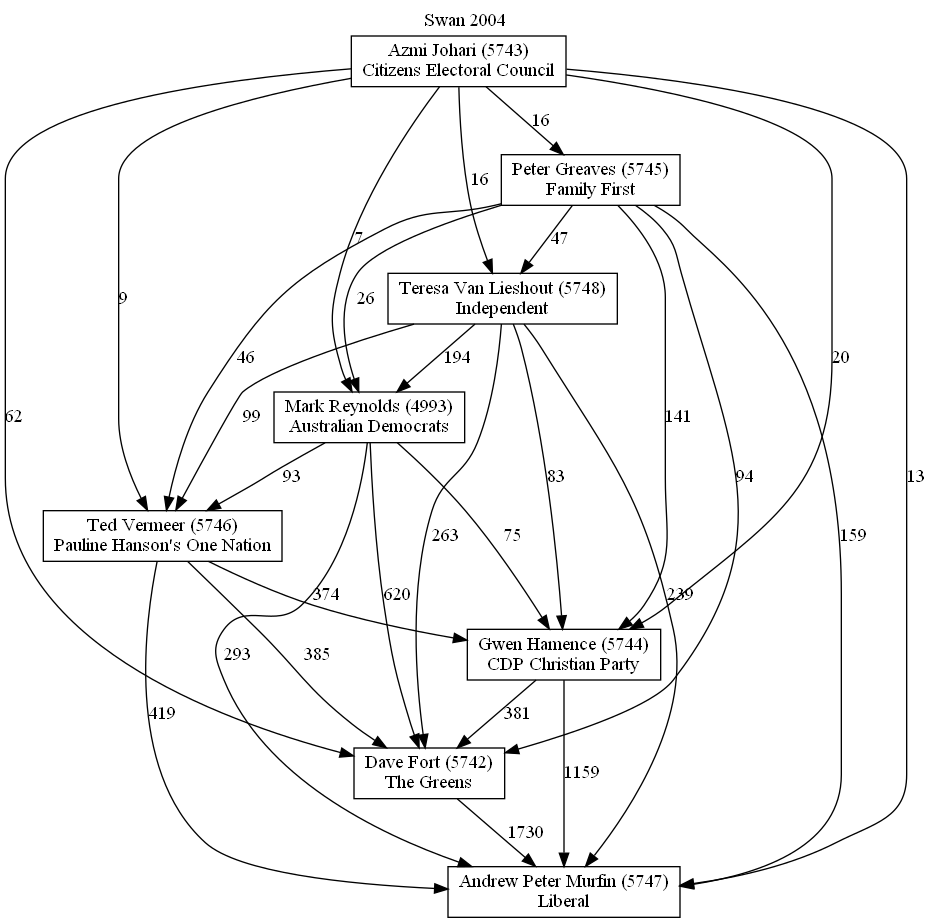 Swan 2004
Azmi Johari (5743)
Citizens Electoral Council
16
Peter Greaves (5745)
Family First
16
7
47
Teresa Van Lieshout (5748)
Independent
26
9
46
194
20
Mark Reynolds (4993)
Australian Democrats
62
99
141
93
83
94
13
Ted Vermeer (5746)
Pauline Hanson's One Nation
263
75
159
374
620
239
Gwen Hamence (5744)
CDP Christian Party
293
385
419
381
Dave Fort (5742)
The Greens
1159
1730
Andrew Peter Murfin (5747)
Liberal